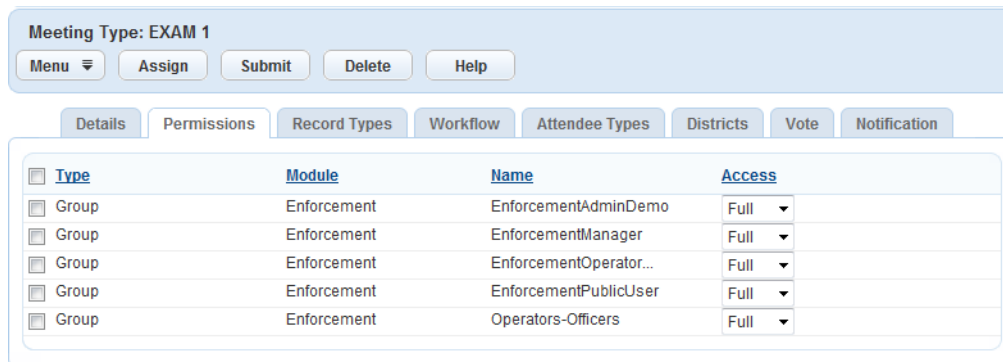 Meeting Type: EXAM 1
Menu Assign Submit Delete Help
Details Permissions Record Types Workflow Attendee Types Districts Vote Notification
Type Module Name Access
Group Enforcement EnforcementAdminDemo Full
Group Enforcement EnforcementManager Full
Group Enforcement EnforcementOperator... Full
Group Enforcement EnforcementPublicUser Full
Group Enforcement Operators-Officers Full